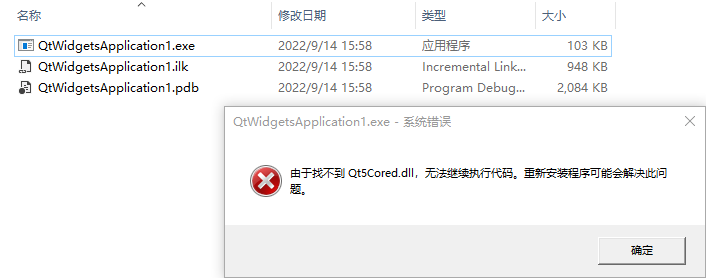 名称 修改日期 类型 大小
QtWidgetsApplication1.exe 2022/9/14 15:58 应用程序 103 KB
QtWidgetsApplication1.ilk 2022/9/14 15:58 Incremental Link... 948 KB
QtWidgetsApplication1.pdb 2022/9/14 15:58 Program Debug... 2,084 KB
QtWidgetsApplication1.exe - 系统错误
由于找不到 Qt5Cored.dll，无法继续执行代码。重新安装程序可能会解决此问
题。
确定